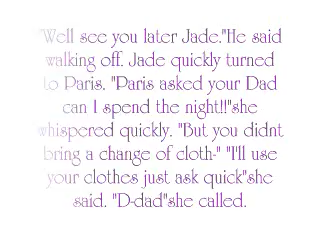 "Well see you later Jade."He said
walking off. Jade quickly turned
to Paris. "Paris asked your Dad
can I spend the night!!"she
whispered quickly. "But you didnt
bring a change of cloth-" "I'll use
your clothes just ask quick"she
said. "D-dad"she called.